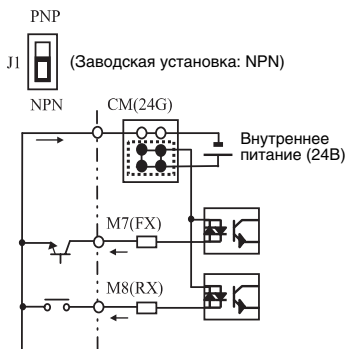 PNP
J1 (Заводская установка: NPN)
NPN
CM(24G)
Внутреннее
питание (24В)
M7(FX)
M8(RX)